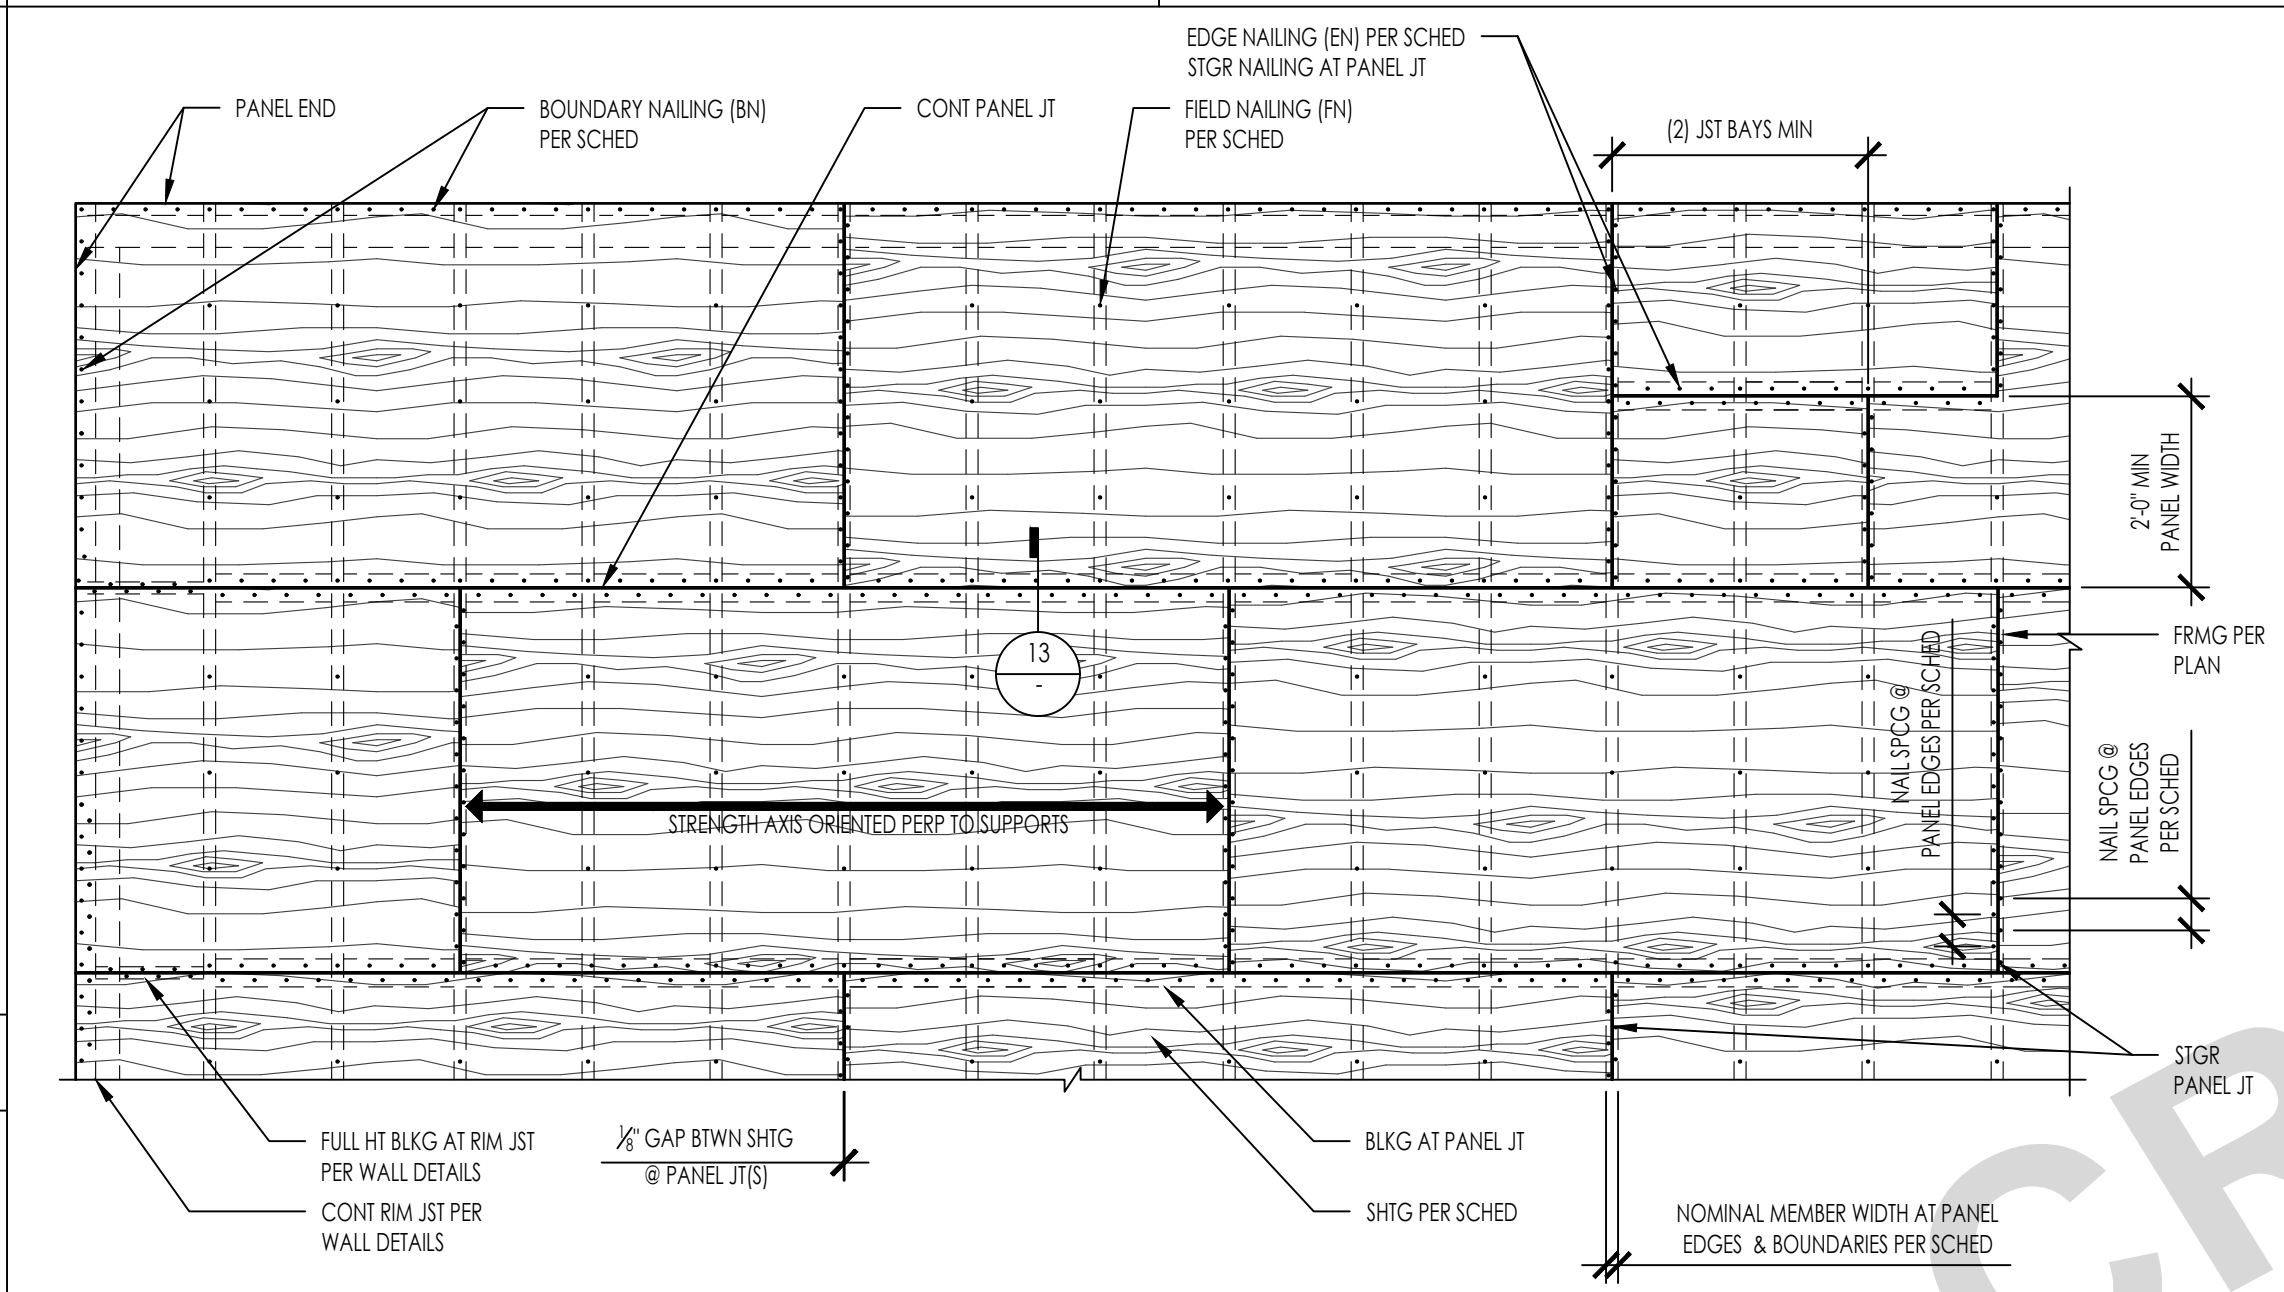 EDGE NAILING (EN) PER SCHED
STGR NAILING AT PANEL JT
PANEL END
BOUNDARY NAILING (BN)
PER SCHED
CONT PANEL JT
FIELD NAILING (FN)
PER SCHED
(2) JST BAYS MIN
2'-0" MIN
PANEL WIDTH
13
-
FRMG PER
PLAN
NAIL SPCG @
PANEL EDGES PER SCHED
NAIL SPCG @
PANEL EDGES
PER SCHED
STRENGTH AXIS ORIENTED PERP TO SUPPORTS
STGR
PANEL JT
FULL HT BLKG AT RIM JST
PER WALL DETAILS
1/8" GAP BTWN SHTG
@ PANEL JT(S)
BLKG AT PANEL JT
CONT RIM JST PER
WALL DETAILS
SHTG PER SCHED
NOMINAL MEMBER WIDTH AT PANEL
EDGES & BOUNDARIES PER SCHED
CR